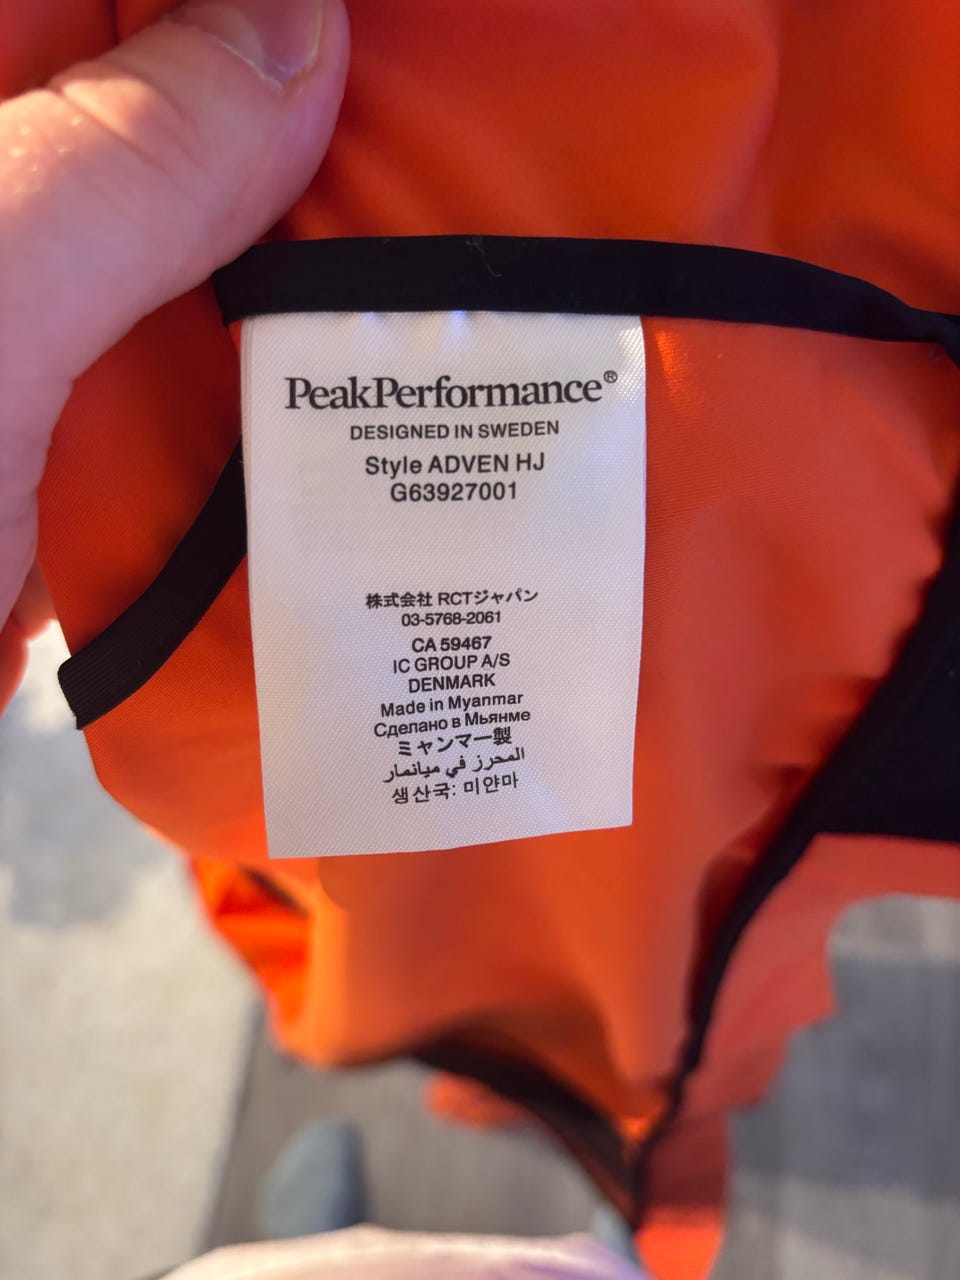 PeakPerformance®
DESIGNED IN SWEDEN
Style ADVEN HJ
G63927001
株式会社 RCTジャパン
03-5768-2061
CA 59467
IC GROUP A/S
DENMARK
Made in Myanmar
Сделано в Мьянме
ミャンマー製
المحرز في ميانمار
생산국: 미얀마